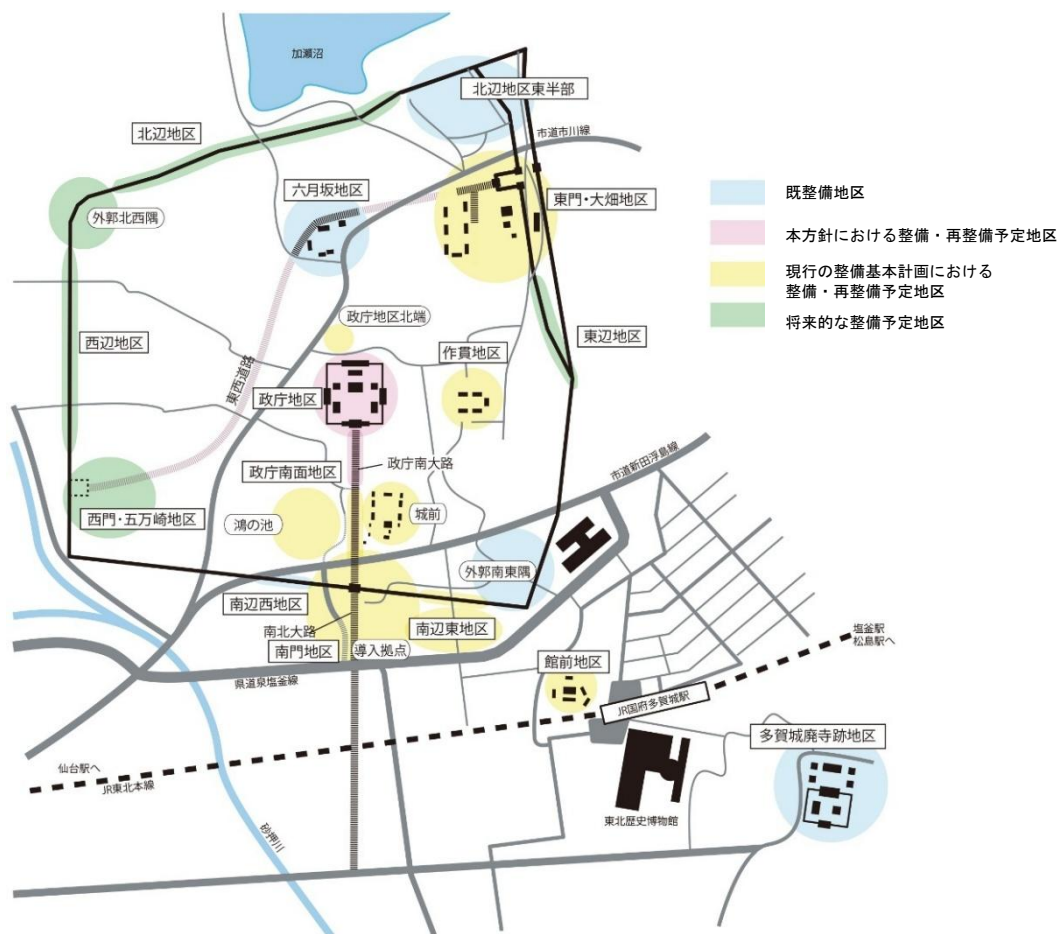 加瀬沼
北辺地区東半部
北辺地区
市道市川線
六月坂地区
東門・大畑地区
外郭北西隅
既整備地区
本方針における整備・再整備予定地区
現行の整備基本計画における
整備・再整備予定地区
将来的な整備予定地区
政庁地区北端
東辺地区
西辺地区
作貫地区
東西道路
政庁地区
政庁南大路
政庁南面地区
市道新田浮島線
西門・五万崎地区
鴻の池
城前
外郭南東隅
南辺西地区
南北大路
南辺東地区
南門地区
導入拠点
県道泉塩釜線
館前地区
塩釜駅
松島駅へ
JR国府多賀城駅
多賀城廃寺跡地区
仙台駅へ
JR東北本線
東北歴史博物館
砂押川